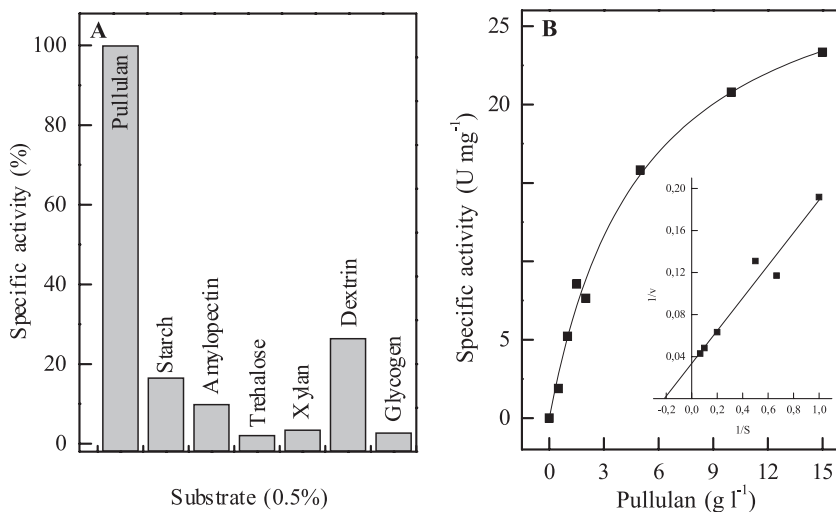 A
100
80
60
40
20
0
Specific activity (%)
Pullulan
Starch
Amylopectin
Trehalose
Xylan
Dextrin
Glycogen
Substrate (0.5%)
B
25
20
5
0
Specific activity (U mg⁻¹)
0 3 6 9 12 15
Pullulan (g l⁻¹)
0,20
0,16
0,12
0,08
0,04
1/v
-0,2 0,0 0,2 0,4 0,6 0,8 1,0
1/S